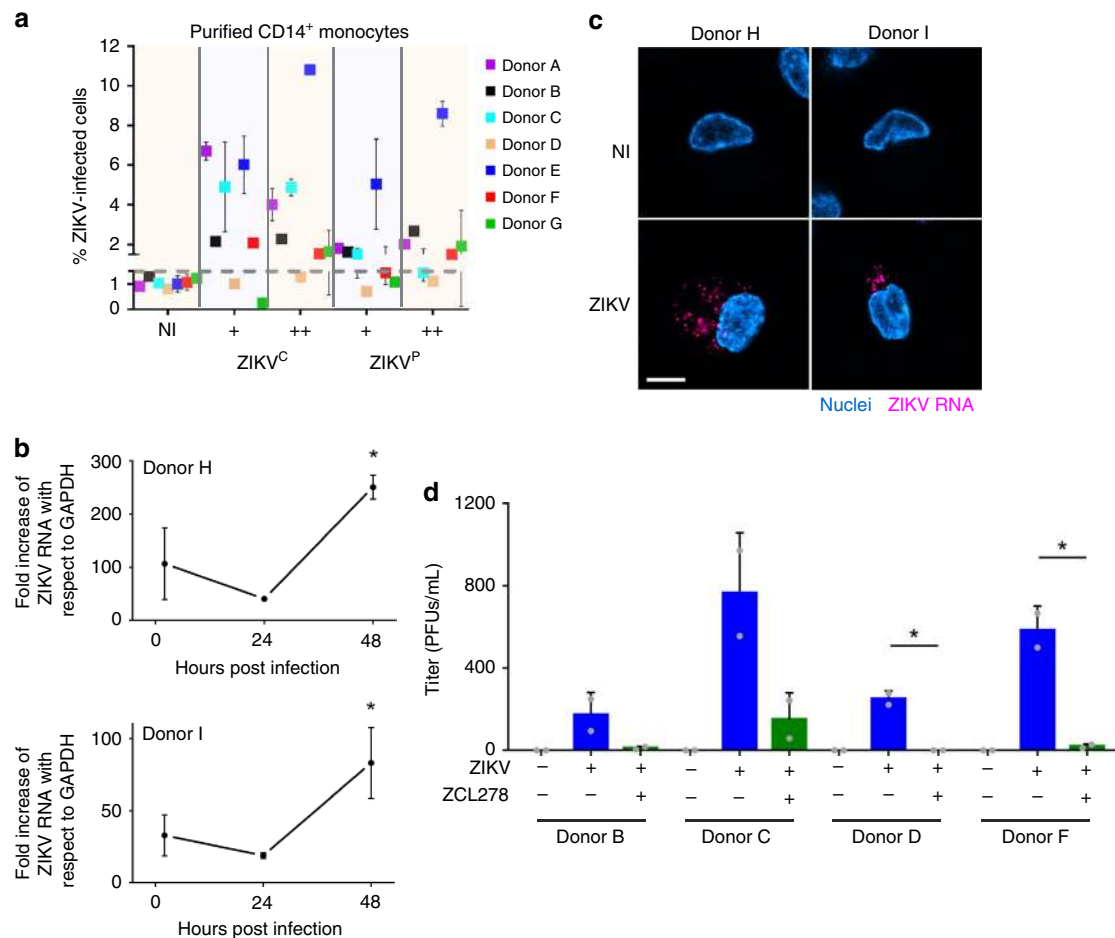 a
Purified CD14⁺ monocytes
% ZIKV-infected cells
12
10
8
6
4
2
1
0
NI
+
++
+
++
ZIKVᶜ
ZIKVᴾ
Donor A
Donor B
Donor C
Donor D
Donor E
Donor F
Donor G
b
Donor H
*
Fold increase of
ZIKV RNA with
respect to GAPDH
300
200
100
0
0
24
48
Hours post infection
Donor I
*
Fold increase of
ZIKV RNA with
respect to GAPDH
100
50
0
0
24
48
Hours post infection
c
Donor H
Donor I
NI
ZIKV
Nuclei
ZIKV RNA
d
Titer (PFUs/mL)
1200
800
400
0
*
*
ZIKV – + + – + + – + + – + +
ZCL278 – – + – – + – – + – – +
Donor B
Donor C
Donor D
Donor F